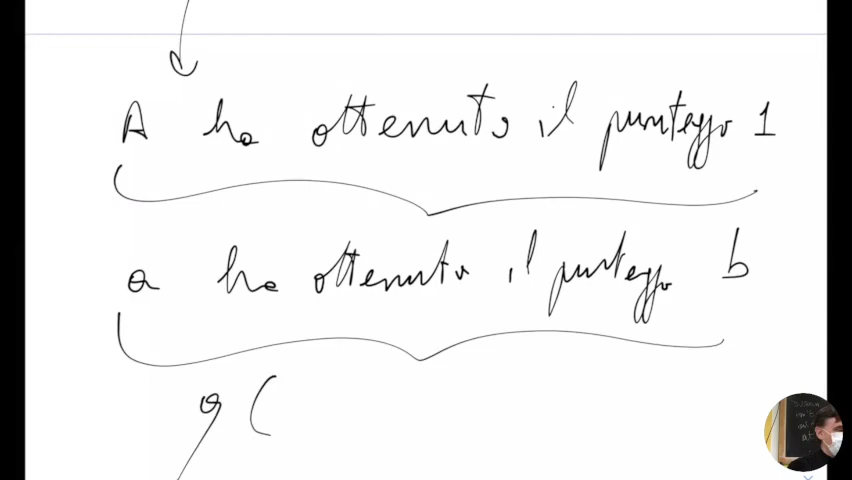 A ha ottenuto il punteggio 1
a ha ottenuto il punteggio b
g (